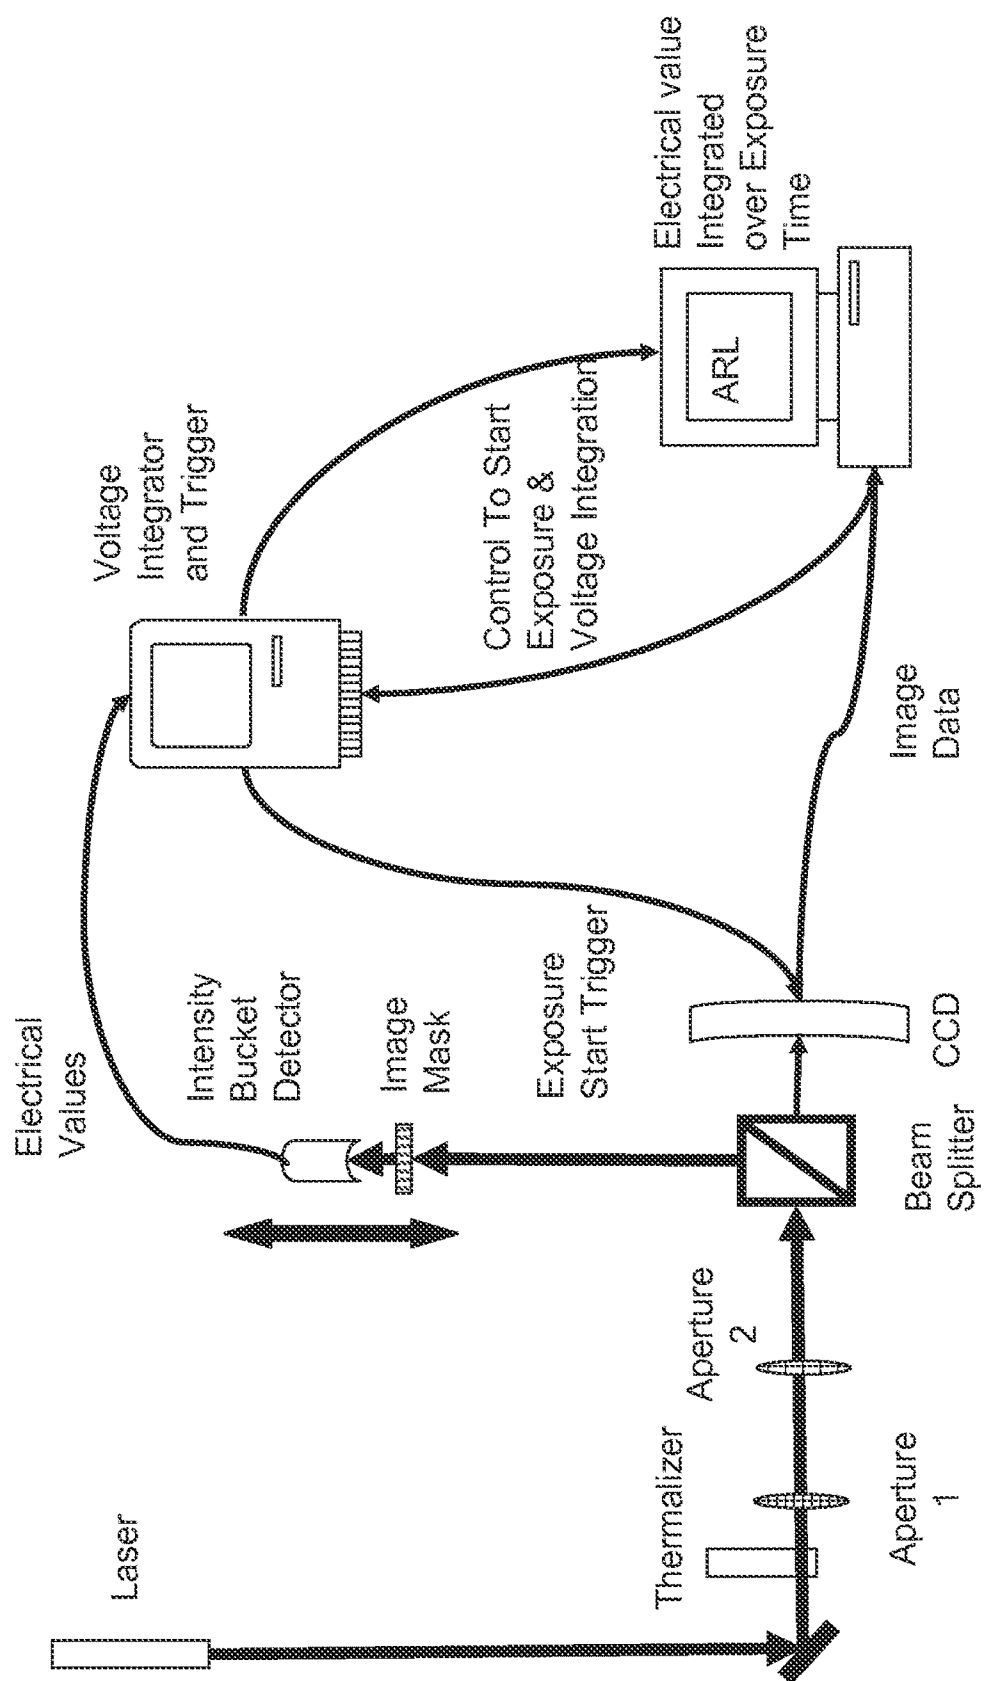 Laser
Thermalizer
Aperture
1
Aperture
2
Beam
Splitter
CCD
Image
Mask
Intensity
Bucket
Detector
Electrical
Values
Exposure
Start Trigger
Voltage
Integrator
and Trigger
Control To Start
Exposure &
Voltage Integration
Image
Data
ARL
Electrical value
Integrated
over Exposure
Time